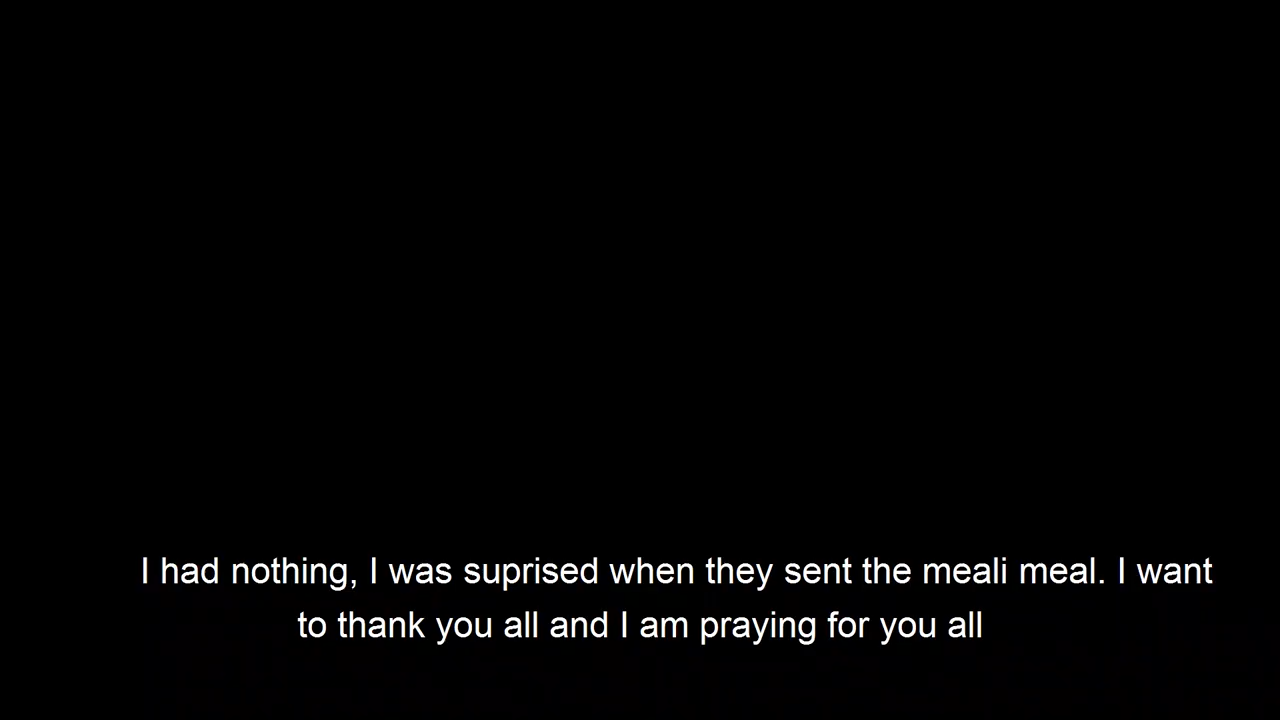 I had nothing, I was suprised when they sent the meali meal. I want
to thank you all and I am praying for you all